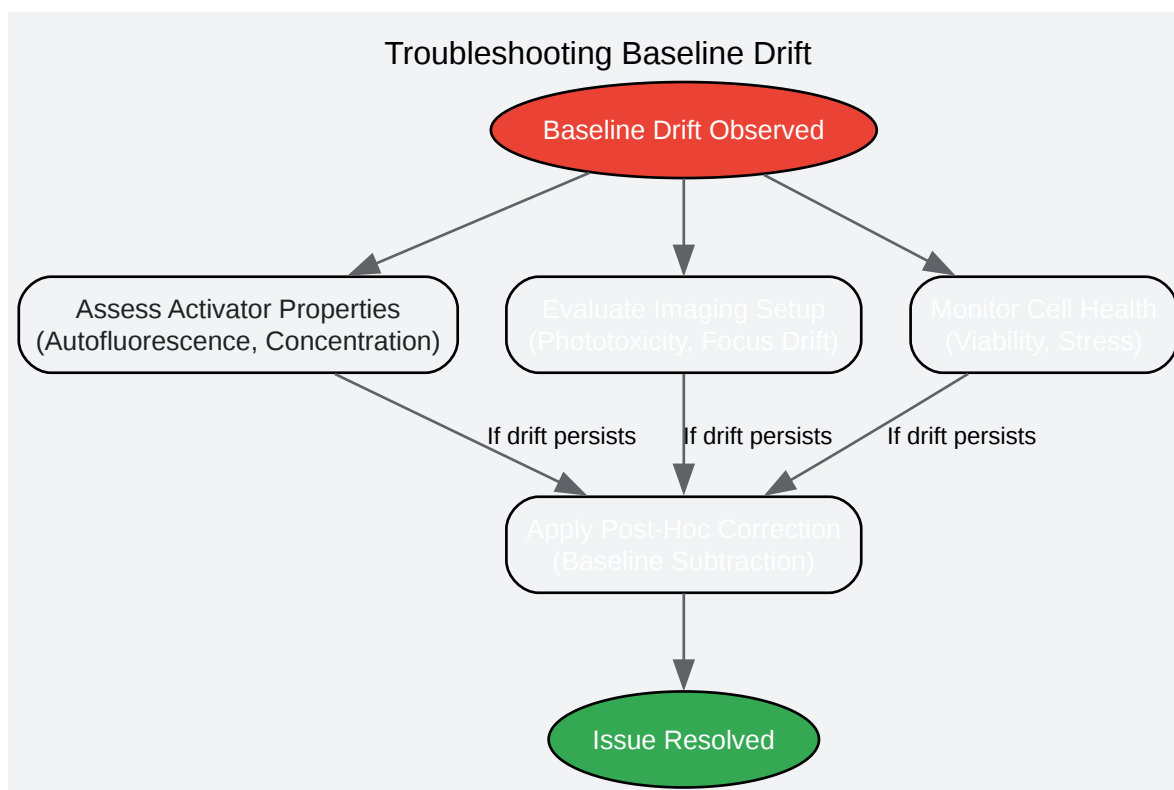 Troubleshooting Baseline Drift
Baseline Drift Observed
Assess Activator Properties
(Autofluorescence, Concentration)
Evaluate Imaging Setup
(Phototoxicity, Focus Drift)
Monitor Cell Health
(Viability, Stress)
If drift persists
If drift persists
If drift persists
Apply Post-Hoc Correction
(Baseline Subtraction)
Issue Resolved